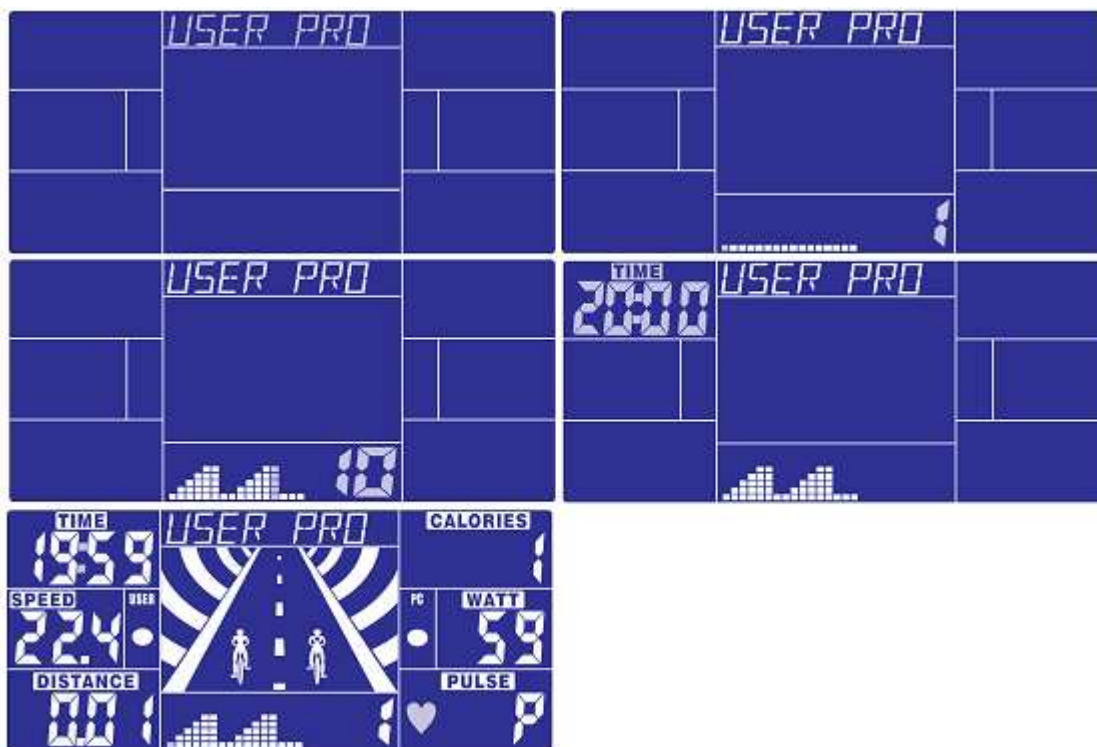 USER PRO
USER PRO
1
USER PRO
10
TIME
20:00
USER PRO
TIME
19:59
USER PRO
CALORIES
1
SPEED
22.4
USER
PC
WATT
59
DISTANCE
0.01
1
PULSE
P